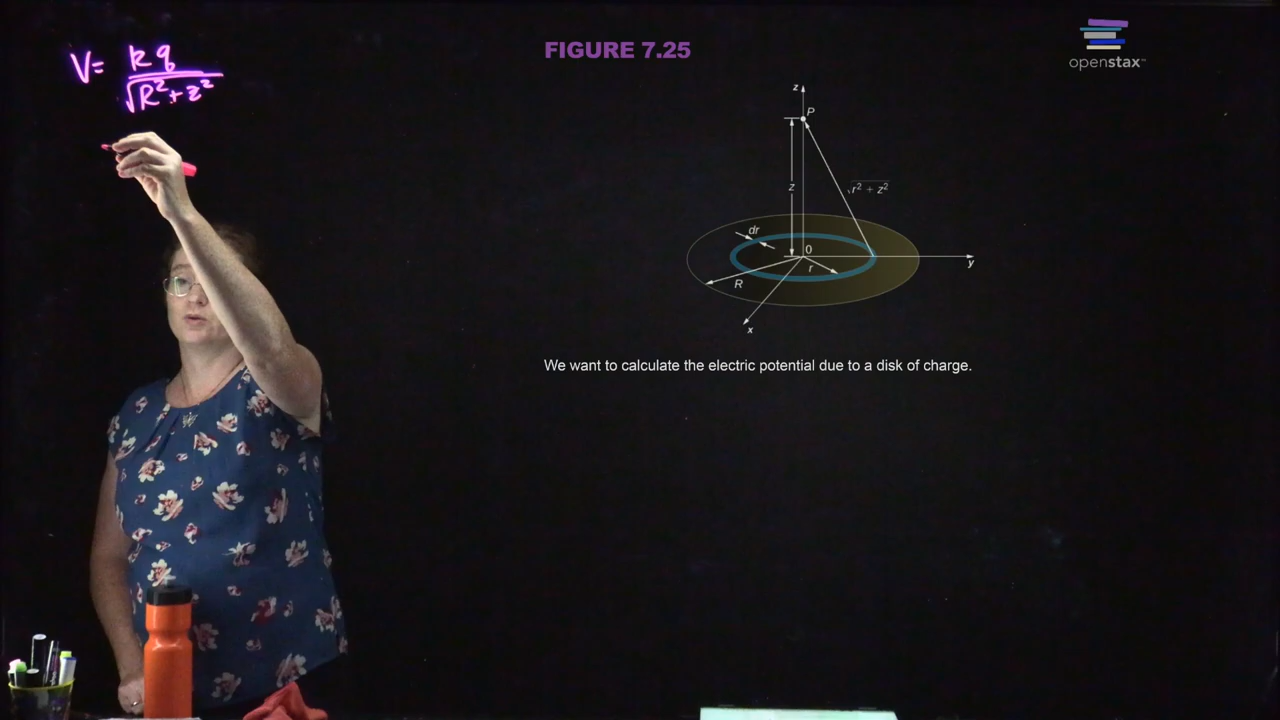 V = kq / √R² + z²
FIGURE 7.25
openstax™
z
P
z
√r² + z²
dr
0
r
R
y
x
We want to calculate the electric potential due to a disk of charge.